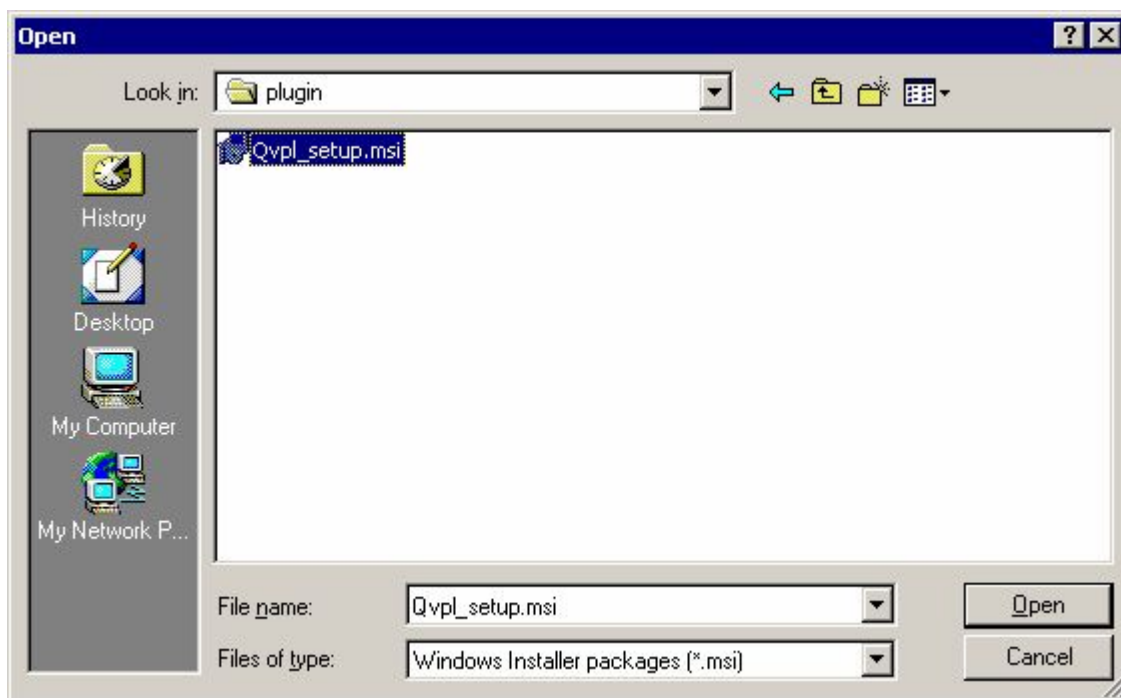 Open
Look in: plugin
Qvpl_setup.msi
History
Desktop
My Computer
My Network P...
File name: Qvpl_setup.msi Open
Files of type: Windows Installer packages (*.msi) Cancel